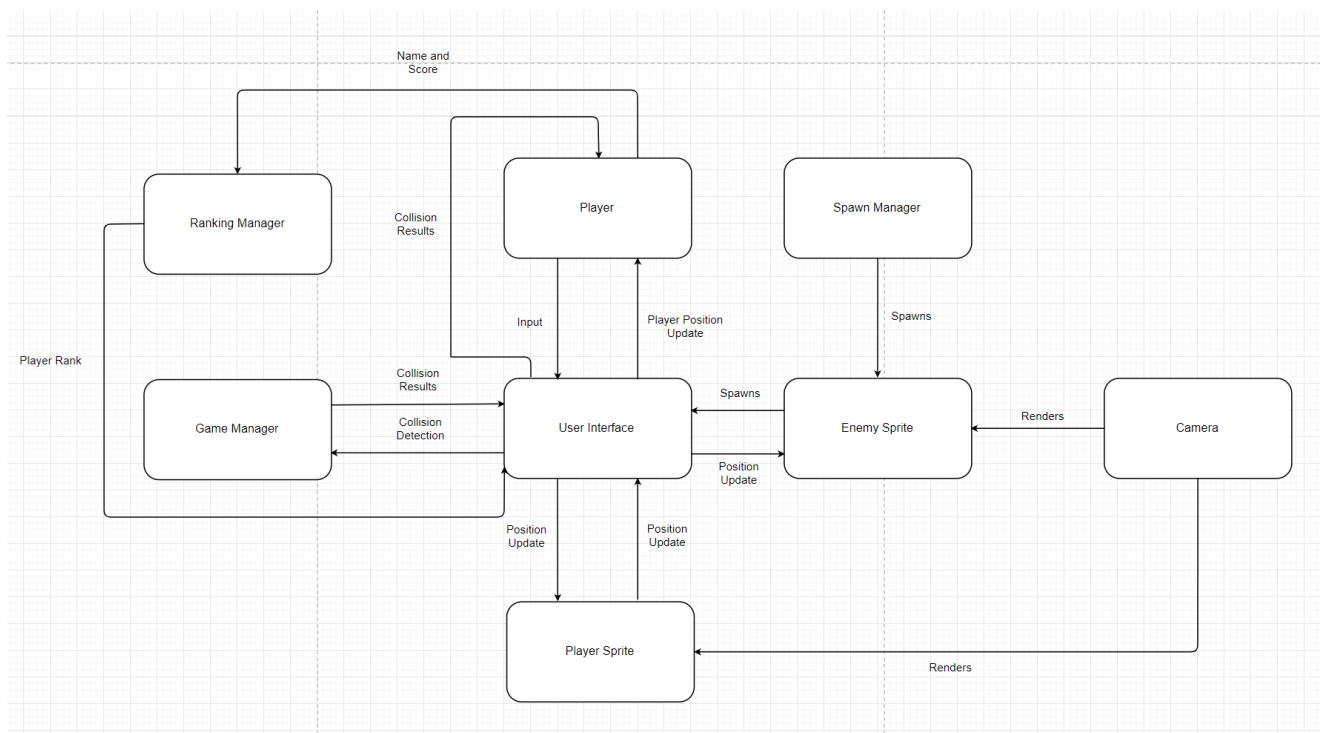 Name and
Score
Ranking Manager
Player
Spawn Manager
Collision
Results
Input
Player Position
Update
Spawns
Player Rank
Collision
Results
Game Manager
Collision
Detection
User Interface
Spawns
Position
Update
Enemy Sprite
Renders
Camera
Position
Update
Position
Update
Player Sprite
Renders